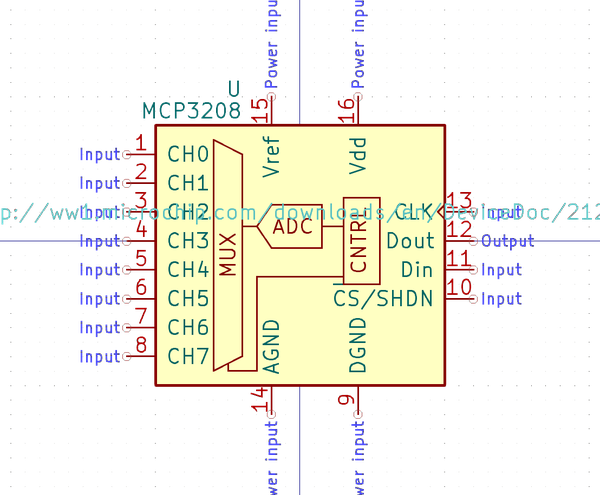 Power input
Power input
U
MCP3208
15
16
Vref
Vdd
Input 1 CH0
Input 2 CH1
Input 3 CH2
CLK 13 Input
p://ww1.microchip.com/downloads/en/DeviceDoc/212
Input 4 CH3
Dout 12 Output
Input 5 CH4
Din 11 Input
Input 6 CH5
CS/SHDN 10 Input
Input 7 CH6
Input 8 CH7
MUX
ADC
CNTRL
AGND
DGND
14
9
wer input
wer input